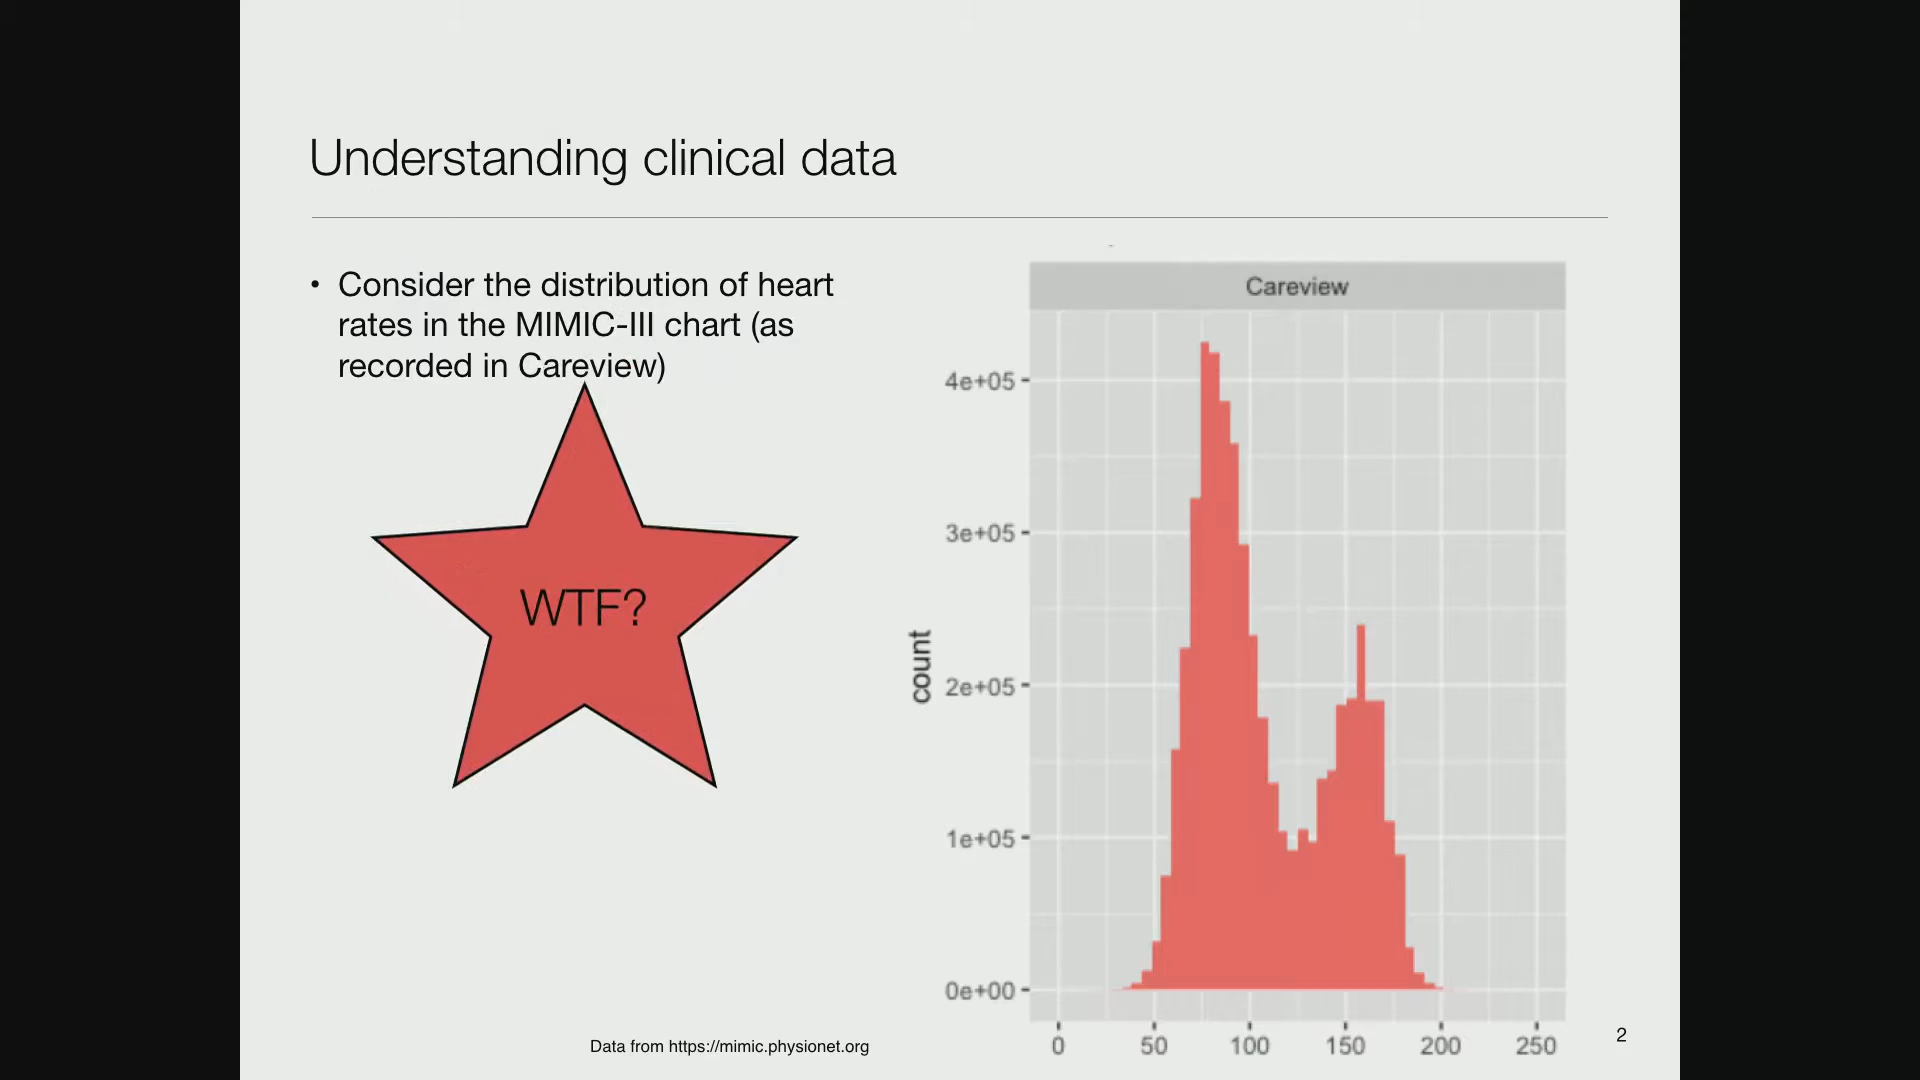 Understanding clinical data
• Consider the distribution of heart
rates in the MIMIC-III chart (as
recorded in Careview)
WTF?
Careview
count
4e+05
3e+05
2e+05
1e+05
0e+00
0 50 100 150 200 250
Data from https://mimic.physionet.org
2